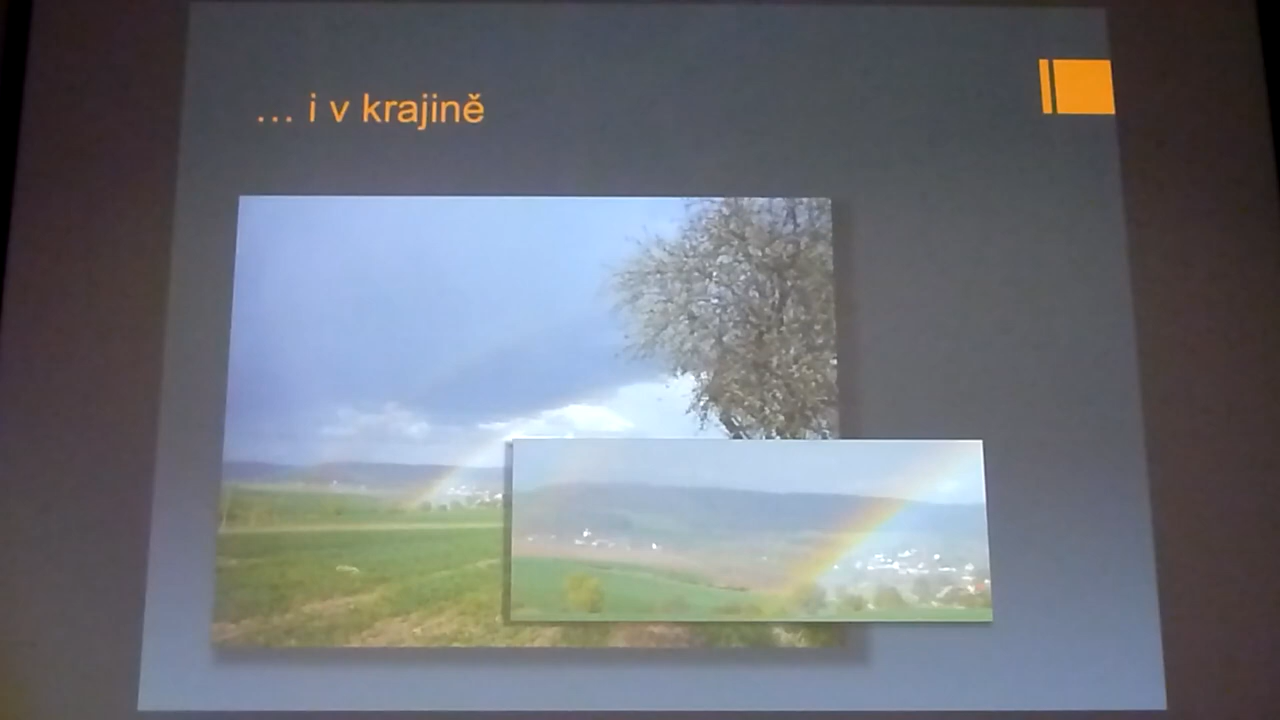 … i v krajině